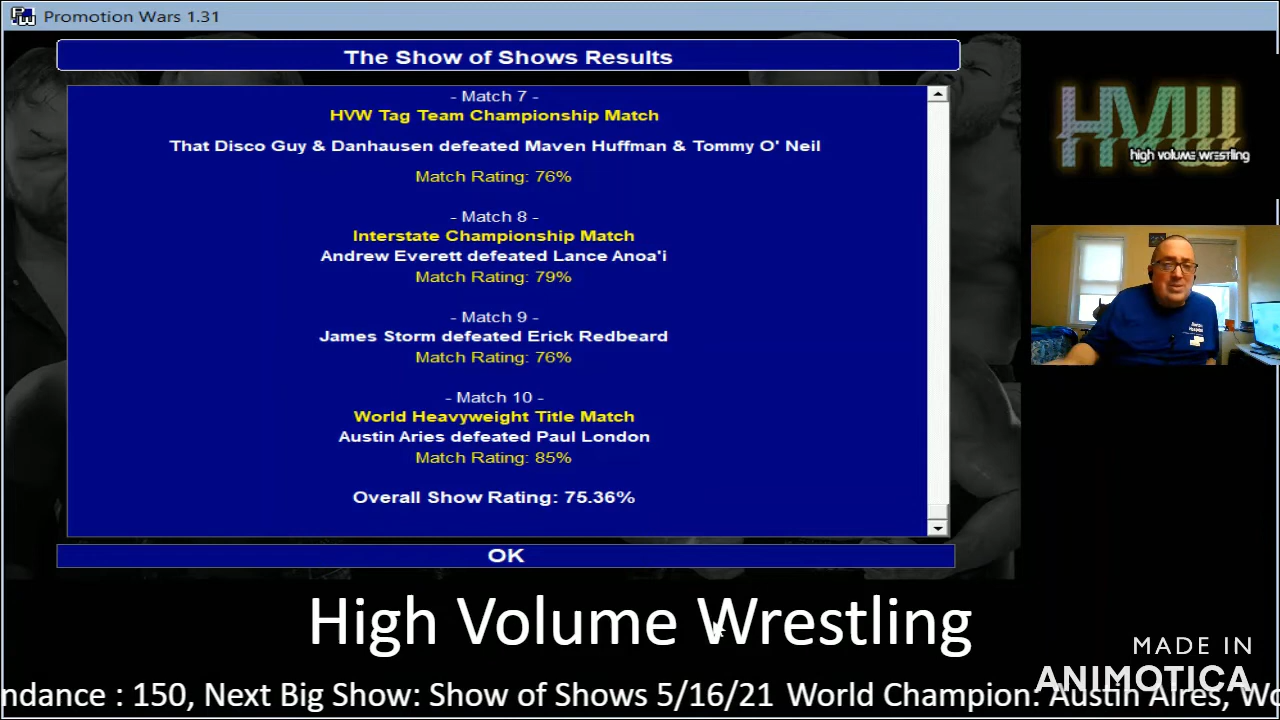 Promotion Wars 1.31
The Show of Shows Results
- Match 7 -
HVW Tag Team Championship Match
That Disco Guy & Danhausen defeated Maven Huffman & Tommy O' Neil
Match Rating: 76%
- Match 8 -
Interstate Championship Match
Andrew Everett defeated Lance Anoa'i
Match Rating: 79%
- Match 9 -
James Storm defeated Erick Redbeard
Match Rating: 76%
- Match 10 -
World Heavyweight Title Match
Austin Aries defeated Paul London
Match Rating: 85%
Overall Show Rating: 75.36%
OK
HVW
high volume wrestling
High Volume Wrestling
MADE IN
ANIMOTICA
ndance : 150, Next Big Show: Show of Shows 5/16/21 World Champion: Austin Aires, Wo